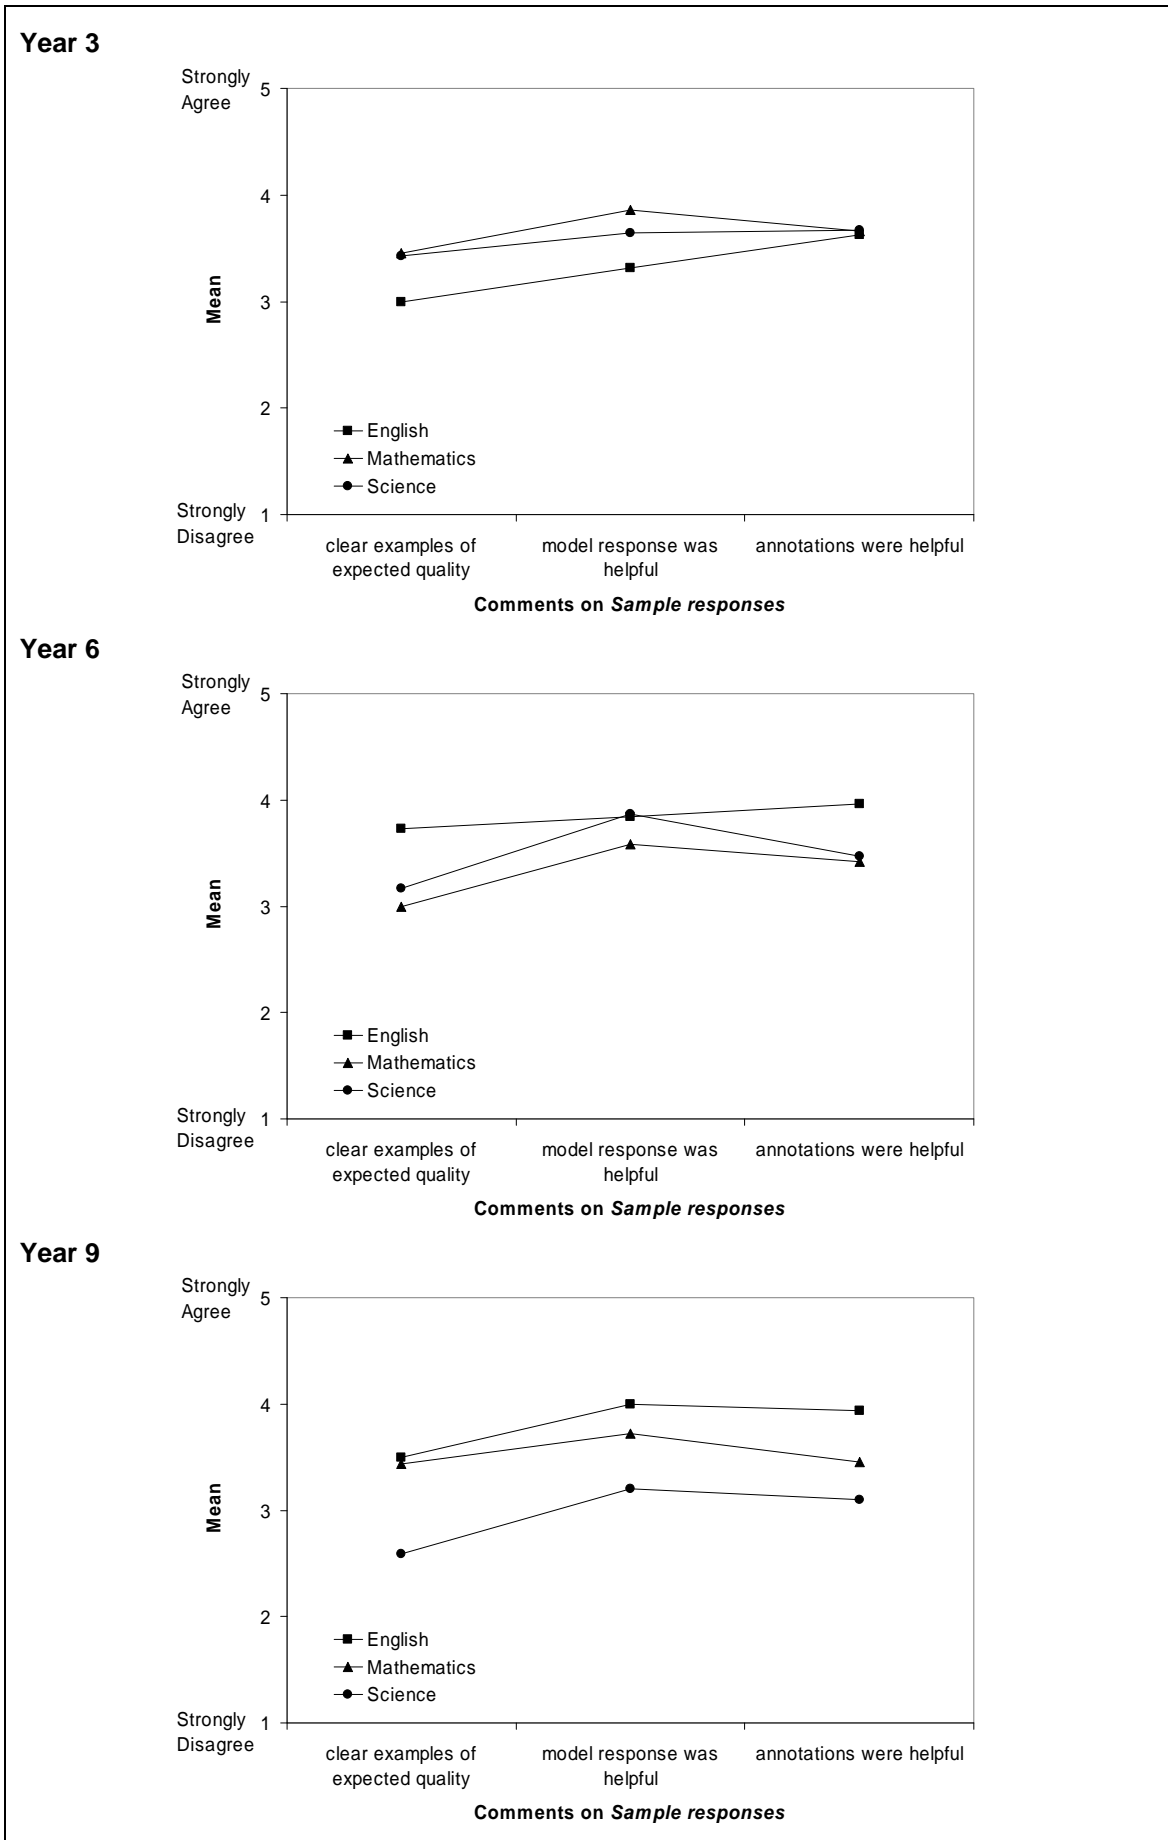 Year 3
Strongly
Agree
5
4
3
2
1
Mean
English
Mathematics
Science
Strongly
Disagree
clear examples of
expected quality
model response was
helpful
annotations were helpful
Comments on Sample responses
Year 6
Strongly
Agree
5
4
3
2
1
Mean
English
Mathematics
Science
Strongly
Disagree
clear examples of
expected quality
model response was
helpful
annotations were helpful
Comments on Sample responses
Year 9
Strongly
Agree
5
4
3
2
1
Mean
English
Mathematics
Science
Strongly
Disagree
clear examples of
expected quality
model response was
helpful
annotations were helpful
Comments on Sample responses